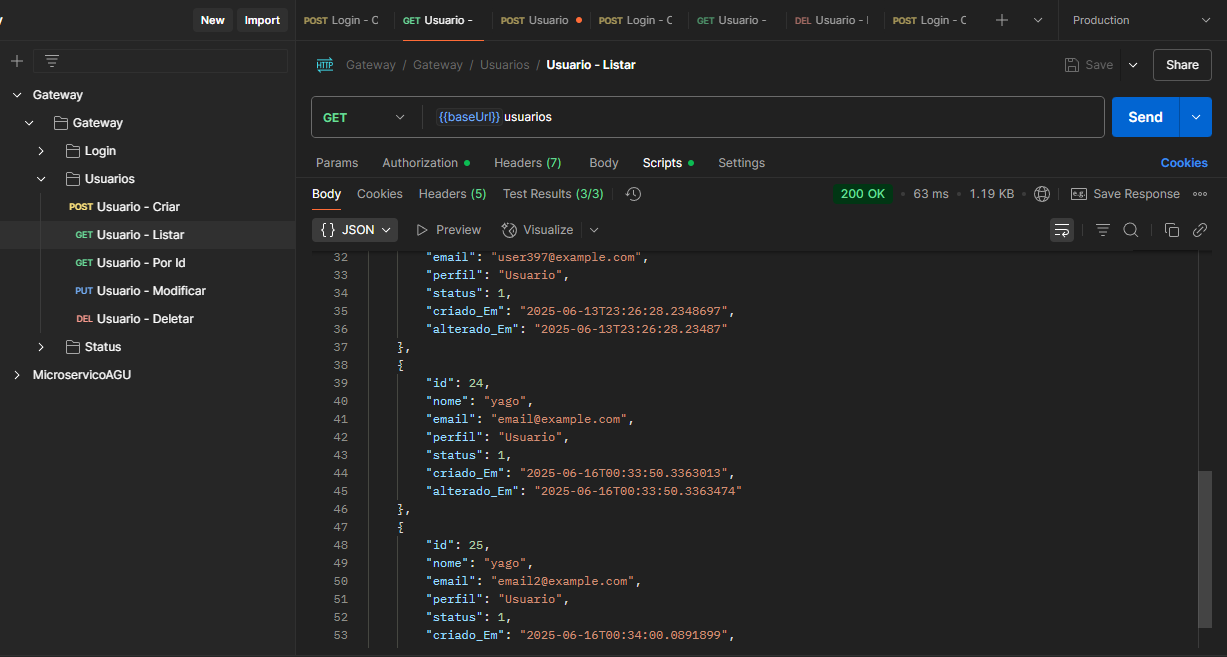 New Import POST Login - C GET Usuario - POST Usuario POST Login - C GET Usuario - DEL Usuario - POST Login - C Production
Gateway / Gateway / Usuarios / Usuario - Listar Save Share
Gateway
Gateway
Login
Usuarios
POST Usuario - Criar
GET Usuario - Listar
GET Usuario - Por Id
PUT Usuario - Modificar
DEL Usuario - Deletar
Status
MicroservicoAGU
GET {{baseUrl}} usuarios Send
Params Authorization Headers (7) Body Scripts Settings Cookies
Body Cookies Headers (5) Test Results (3/3) 200 OK 63 ms 1.19 KB e.g. Save Response
{} JSON Preview Visualize
32 "email": "user397@example.com",
33 "perfil": "Usuario",
34 "status": 1,
35 "criado_Em": "2025-06-13T23:26:28.2348697",
36 "alterado_Em": "2025-06-13T23:26:28.23487"
37 },
38 {
39 "id": 24,
40 "nome": "yago",
41 "email": "email@example.com",
42 "perfil": "Usuario",
43 "status": 1,
44 "criado_Em": "2025-06-16T00:33:50.3363013",
45 "alterado_Em": "2025-06-16T00:33:50.3363474"
46 },
47 {
48 "id": 25,
49 "nome": "yago",
50 "email": "email2@example.com",
51 "perfil": "Usuario",
52 "status": 1,
53 "criado_Em": "2025-06-16T00:34:00.0891899",